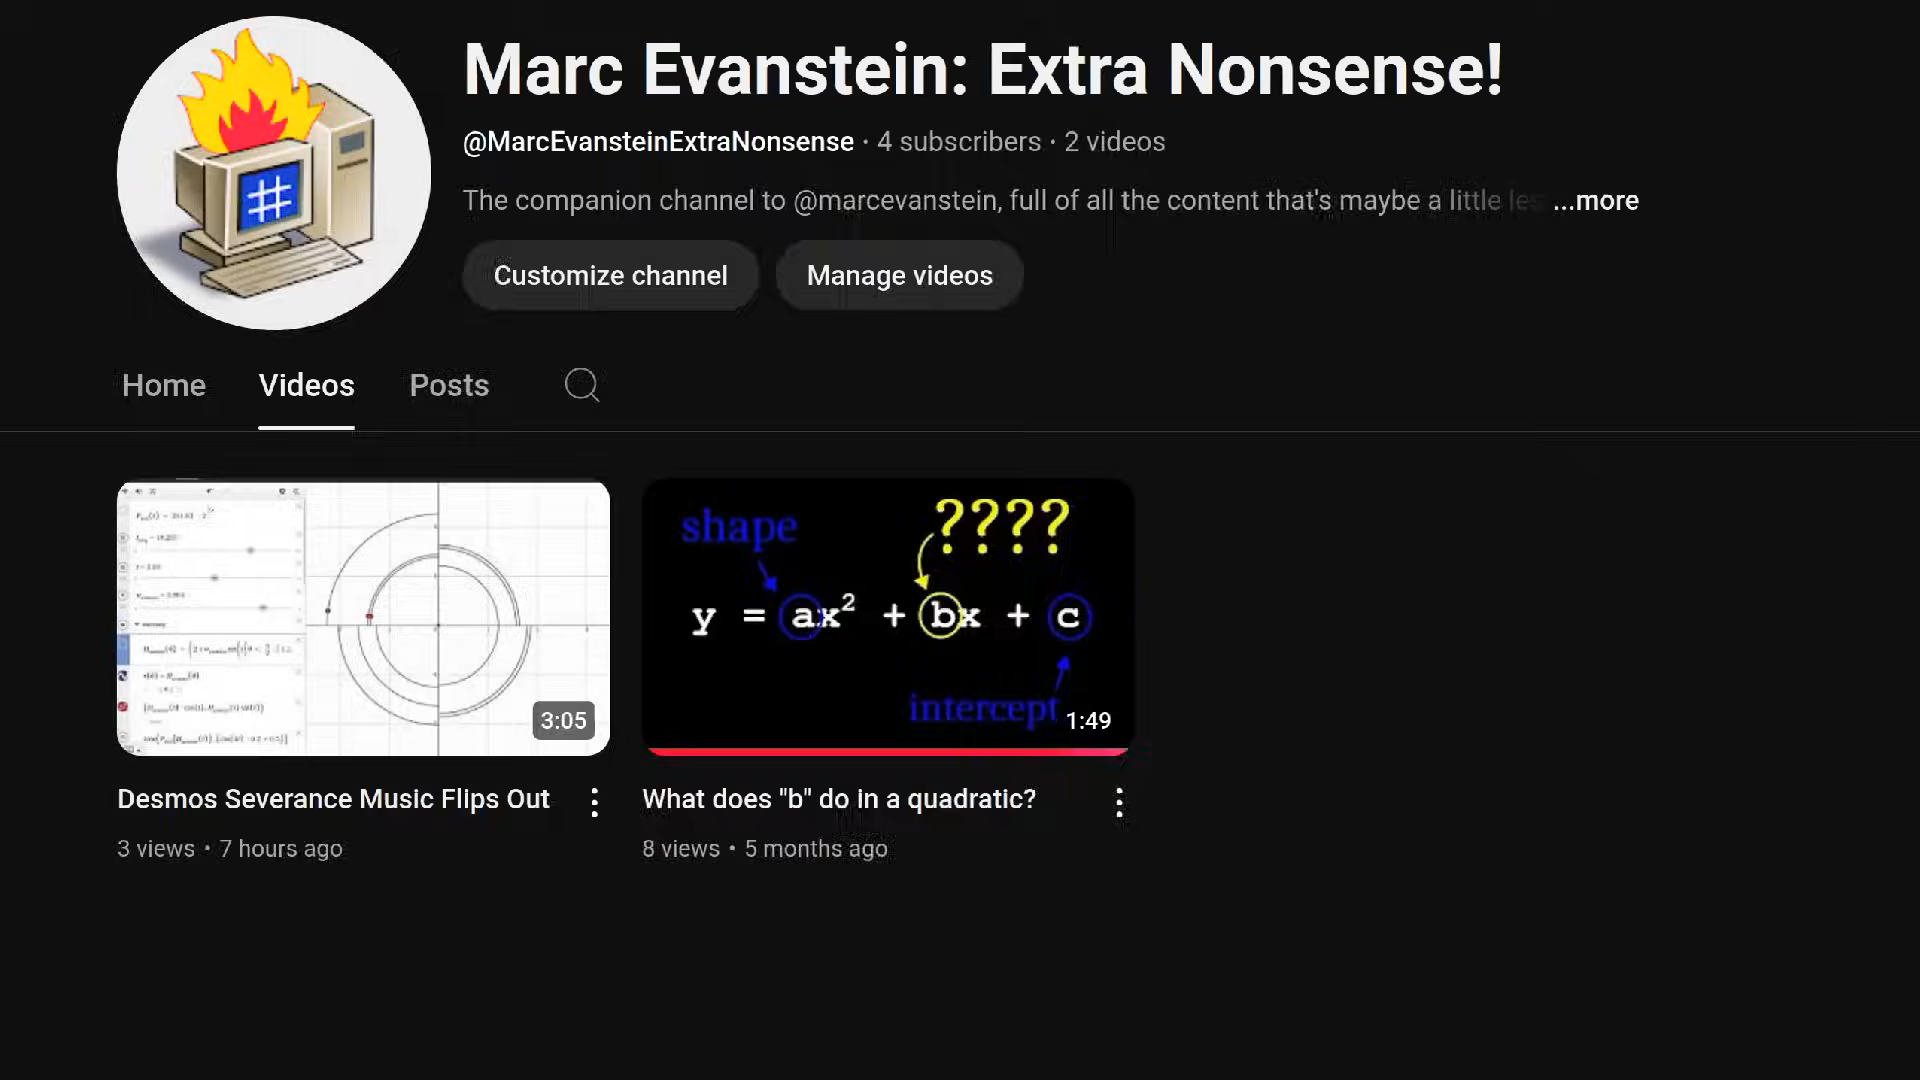 Marc Evanstein: Extra Nonsense!
@MarcEvansteinExtraNonsense · 4 subscribers · 2 videos
The companion channel to @marcevanstein, full of all the content that's maybe a little les ...more
Customize channel
Manage videos
Home
Videos
Posts
3:05
shape
????
y = ax² + bx + c
intercept
1:49
Desmos Severance Music Flips Out
What does "b" do in a quadratic?
3 views • 7 hours ago
8 views • 5 months ago